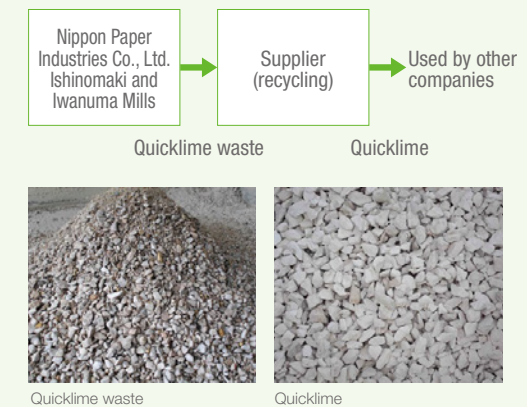 Nippon Paper
Industries Co., Ltd.
Ishinomaki and
Iwanuma Mills
Supplier
(recycling)
Used by other
companies
Quicklime waste
Quicklime
Quicklime waste
Quicklime